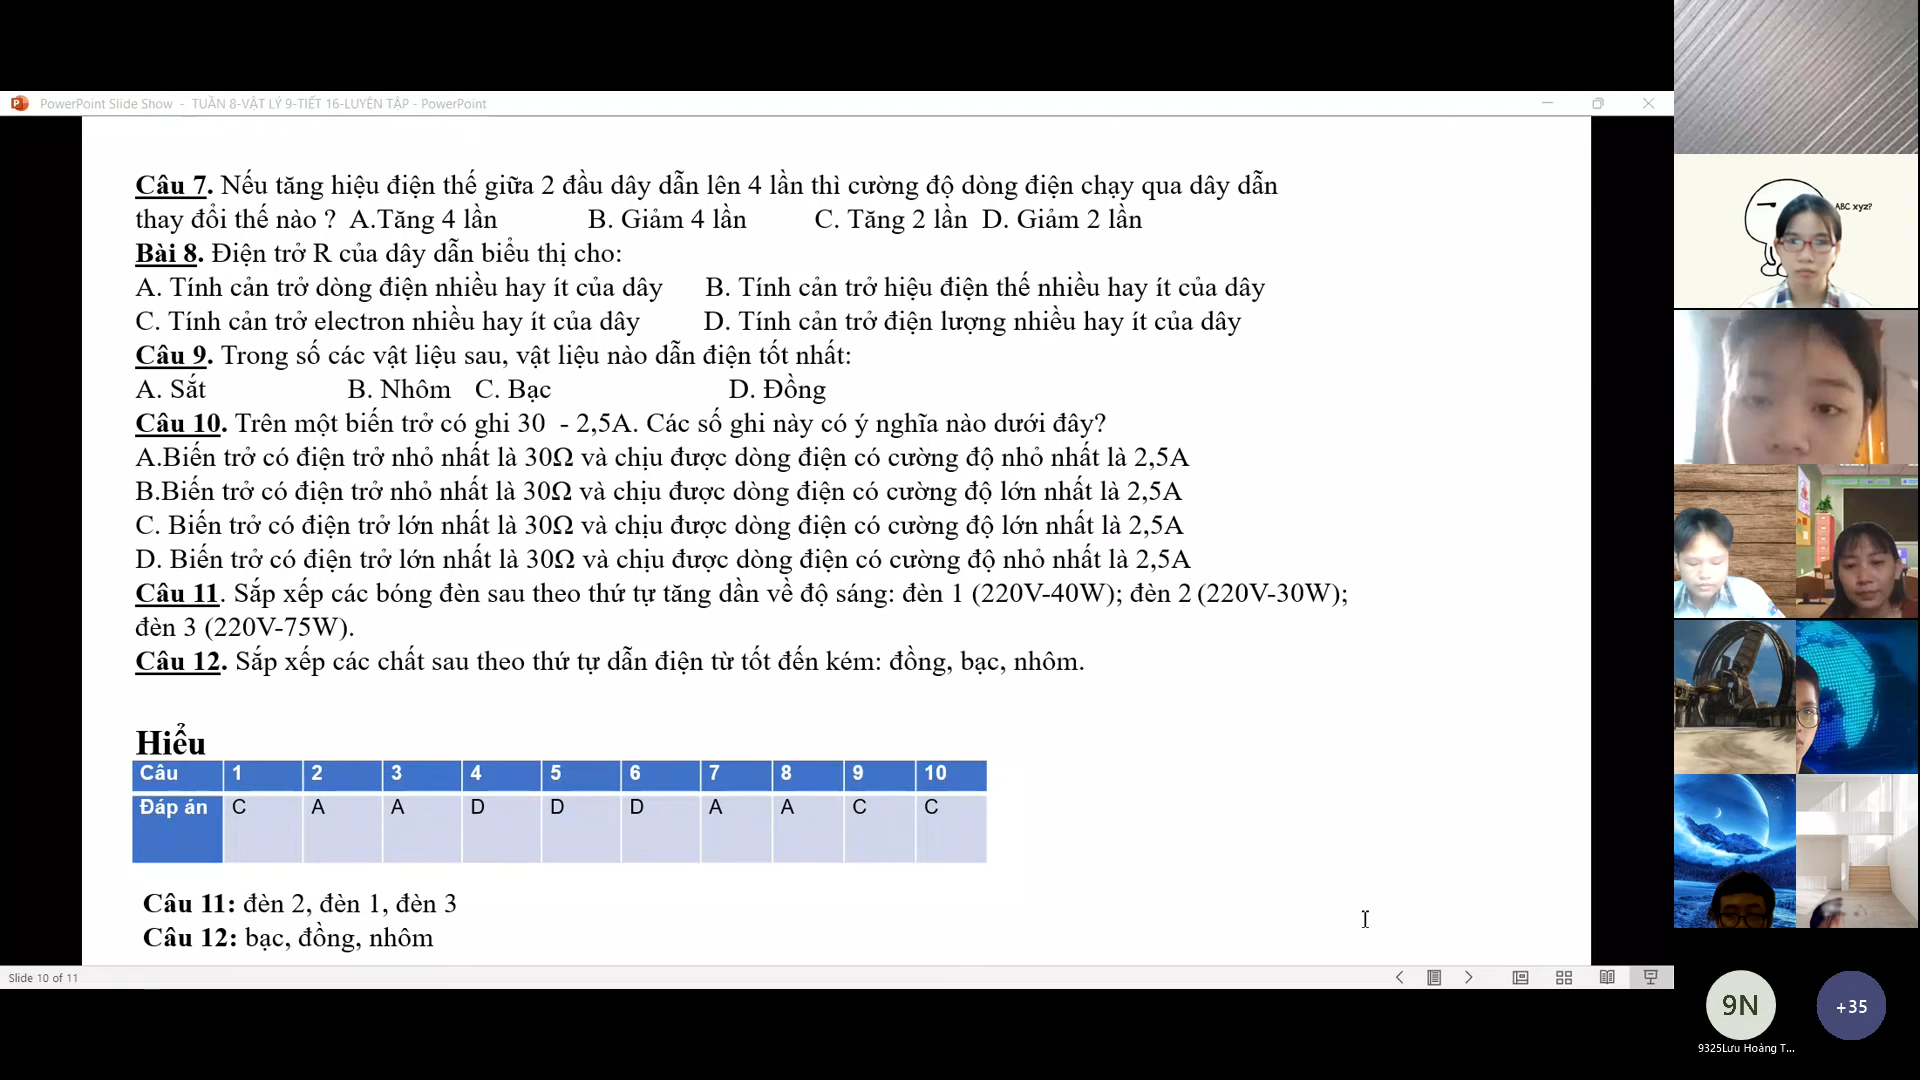 PowerPoint Slide Show - TUẦN 8-VẬT LÝ 9-TIẾT 16-LUYỆN TẬP - PowerPoint
Câu 7. Nếu tăng hiệu điện thế giữa 2 đầu dây dẫn lên 4 lần thì cường độ dòng điện chạy qua dây dẫn
thay đổi thế nào ? A.Tăng 4 lần B. Giảm 4 lần C. Tăng 2 lần D. Giảm 2 lần
Bài 8. Điện trở R của dây dẫn biểu thị cho:
A. Tính cản trở dòng điện nhiều hay ít của dây B. Tính cản trở hiệu điện thế nhiều hay ít của dây
C. Tính cản trở electron nhiều hay ít của dây D. Tính cản trở điện lượng nhiều hay ít của dây
Câu 9. Trong số các vật liệu sau, vật liệu nào dẫn điện tốt nhất:
A. Sắt B. Nhôm C. Bạc D. Đồng
Câu 10. Trên một biến trở có ghi 30 - 2,5A. Các số ghi này có ý nghĩa nào dưới đây?
A.Biến trở có điện trở nhỏ nhất là 30Ω và chịu được dòng điện có cường độ nhỏ nhất là 2,5A
B.Biến trở có điện trở nhỏ nhất là 30Ω và chịu được dòng điện có cường độ lớn nhất là 2,5A
C. Biến trở có điện trở lớn nhất là 30Ω và chịu được dòng điện có cường độ lớn nhất là 2,5A
D. Biến trở có điện trở lớn nhất là 30Ω và chịu được dòng điện có cường độ nhỏ nhất là 2,5A
Câu 11. Sắp xếp các bóng đèn sau theo thứ tự tăng dần về độ sáng: đèn 1 (220V-40W); đèn 2 (220V-30W);
đèn 3 (220V-75W).
Câu 12. Sắp xếp các chất sau theo thứ tự dẫn điện từ tốt đến kém: đồng, bạc, nhôm.
Hiểu
Câu 1 2 3 4 5 6 7 8 9 10
Đáp án C A A D D D A A C C
Câu 11: đèn 2, đèn 1, đèn 3
Câu 12: bạc, đồng, nhôm
Slide 10 of 11
ABC xyz?
9N
+35
9325Lưu Hoàng T...